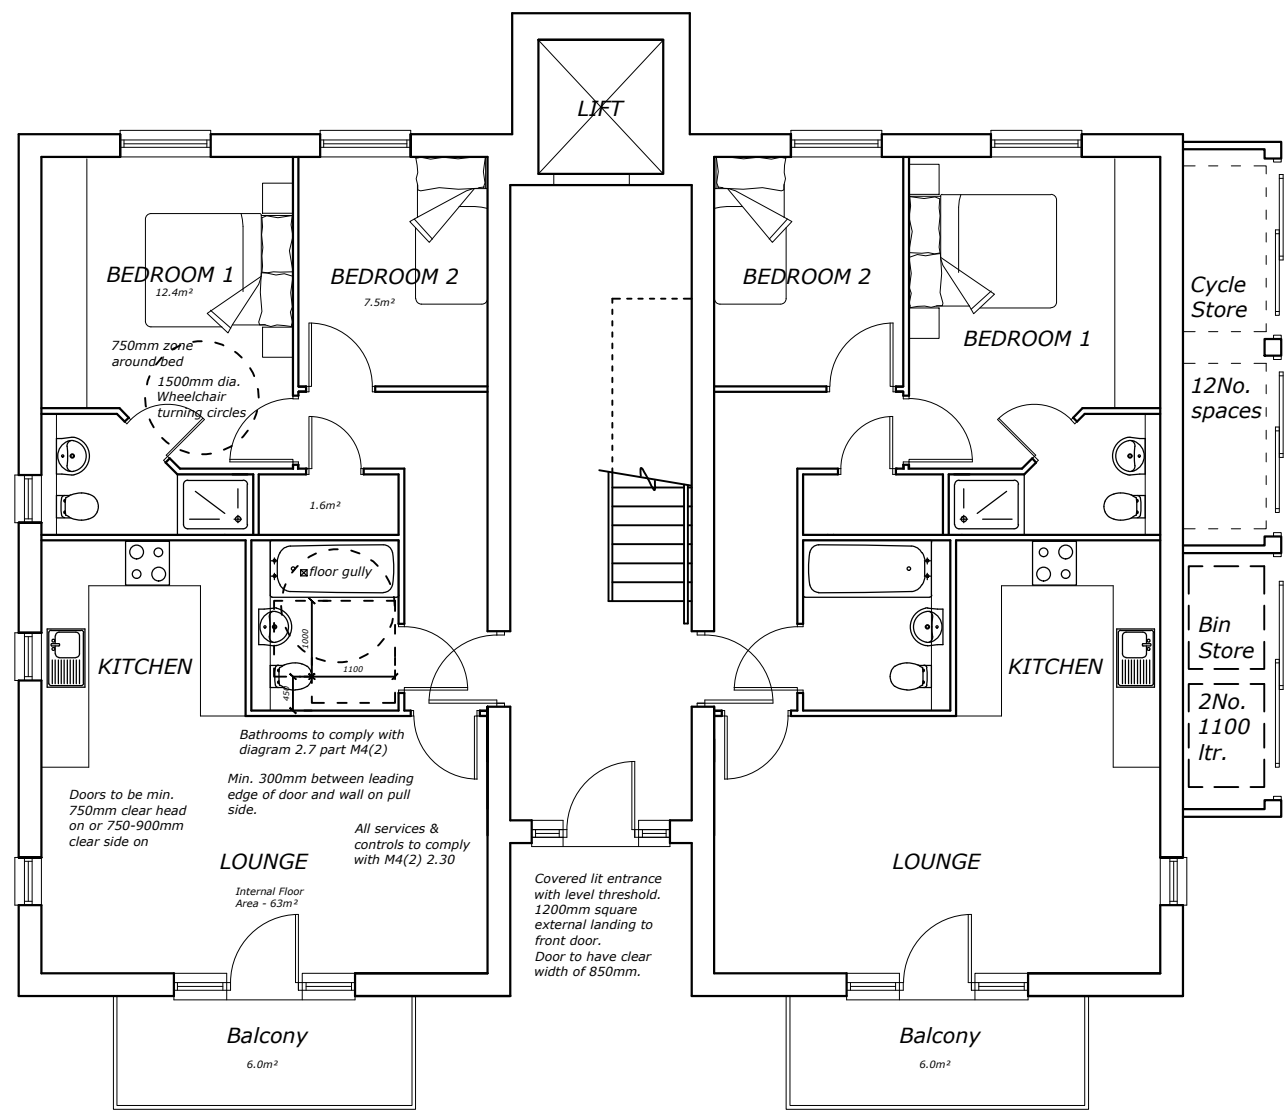 LIFT
BEDROOM 1
12.4m²
BEDROOM 2
7.5m²
BEDROOM 2
BEDROOM 1
Cycle
Store
12No.
spaces
750mm zone
around bed
1500mm dia.
Wheelchair
turning circles
1.6m²
floor gully
1000
1100
450
KITCHEN
KITCHEN
Bin
Store
2No.
1100
ltr.
Bathrooms to comply with
diagram 2.7 part M4(2)
Min. 300mm between leading
edge of door and wall on pull
side.
Doors to be min.
750mm clear head
on or 750-900mm
clear side on
All services &
controls to comply
with M4(2) 2.30
LOUNGE
Internal Floor
Area - 63m²
LOUNGE
Covered lit entrance
with level threshold.
1200mm square
external landing to
front door.
Door to have clear
width of 850mm.
Balcony
6.0m²
Balcony
6.0m²